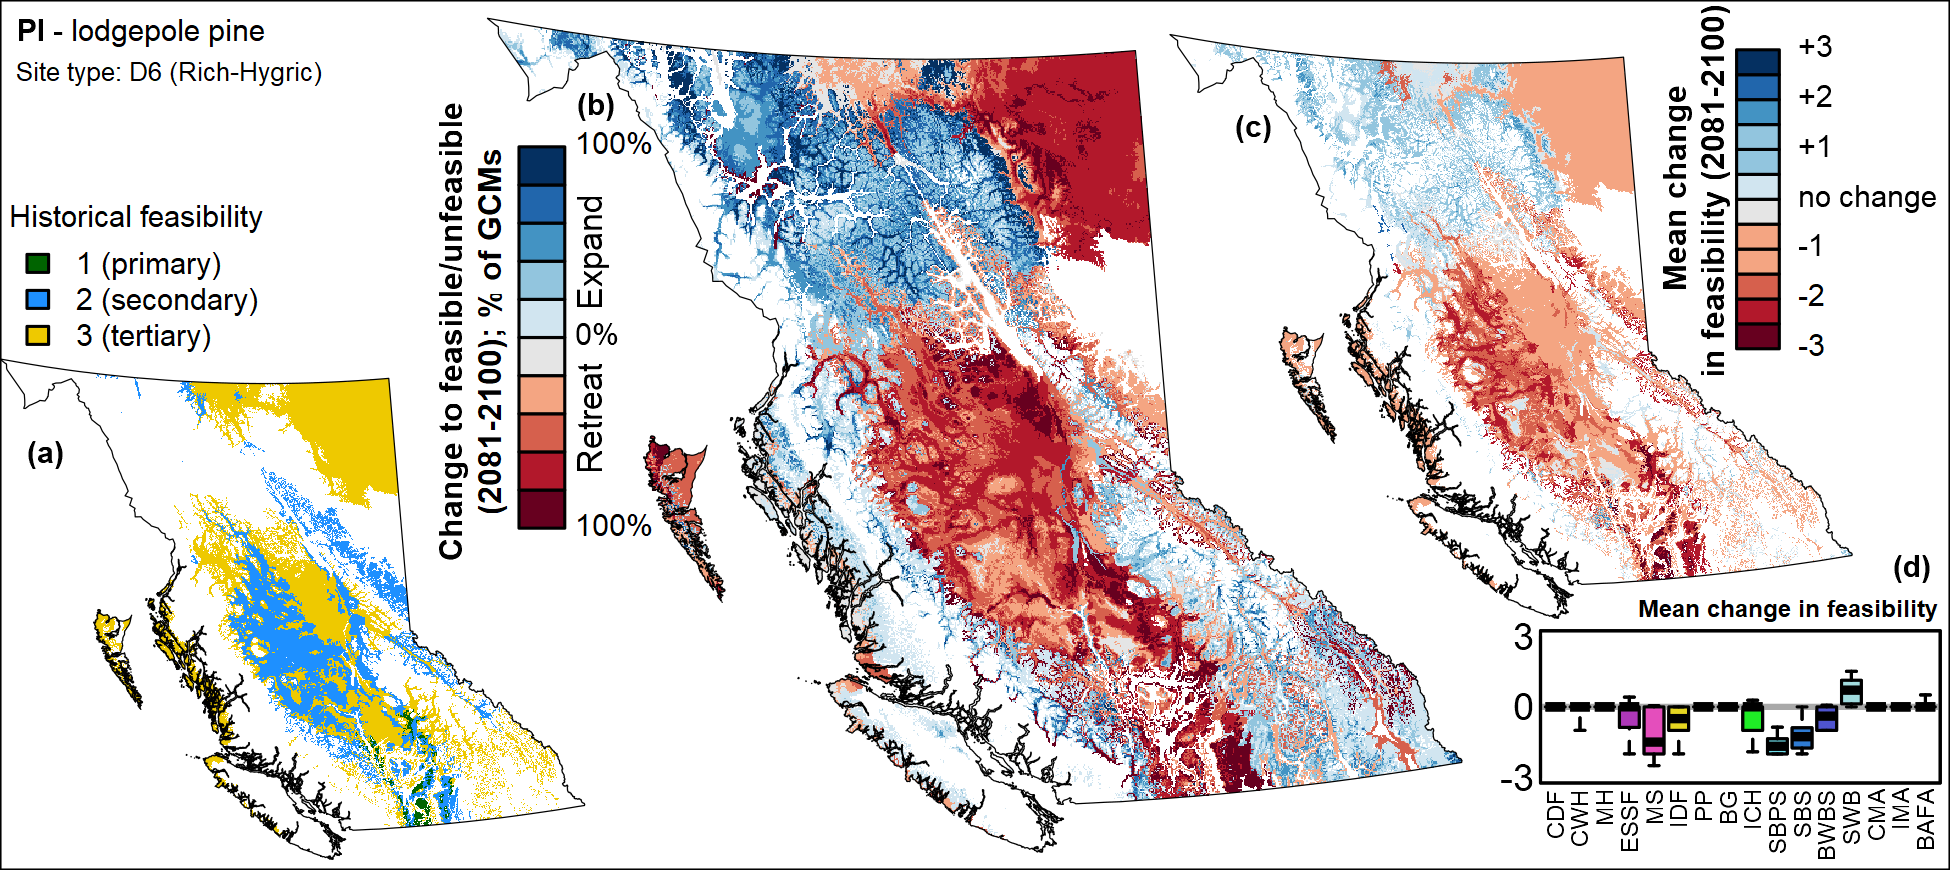 Pl - lodgepole pine
Site type: D6 (Rich-Hygric)
Historical feasibility
1 (primary)
2 (secondary)
3 (tertiary)
(a)
Change to feasible/unfeasible
(2081-2100); % of GCMs
100%
Expand
0%
Retreat
100%
(b)
(c)
Mean change
in feasibility (2081-2100)
+3
+2
+1
no change
-1
-2
-3
(d)
Mean change in feasibility
3
0
-3
CDF
CWH
MH
ESSF
MS
IDF
PP
BG
ICH
SBPS
SBS
BWBS
SWB
CMA
IMA
BAFA